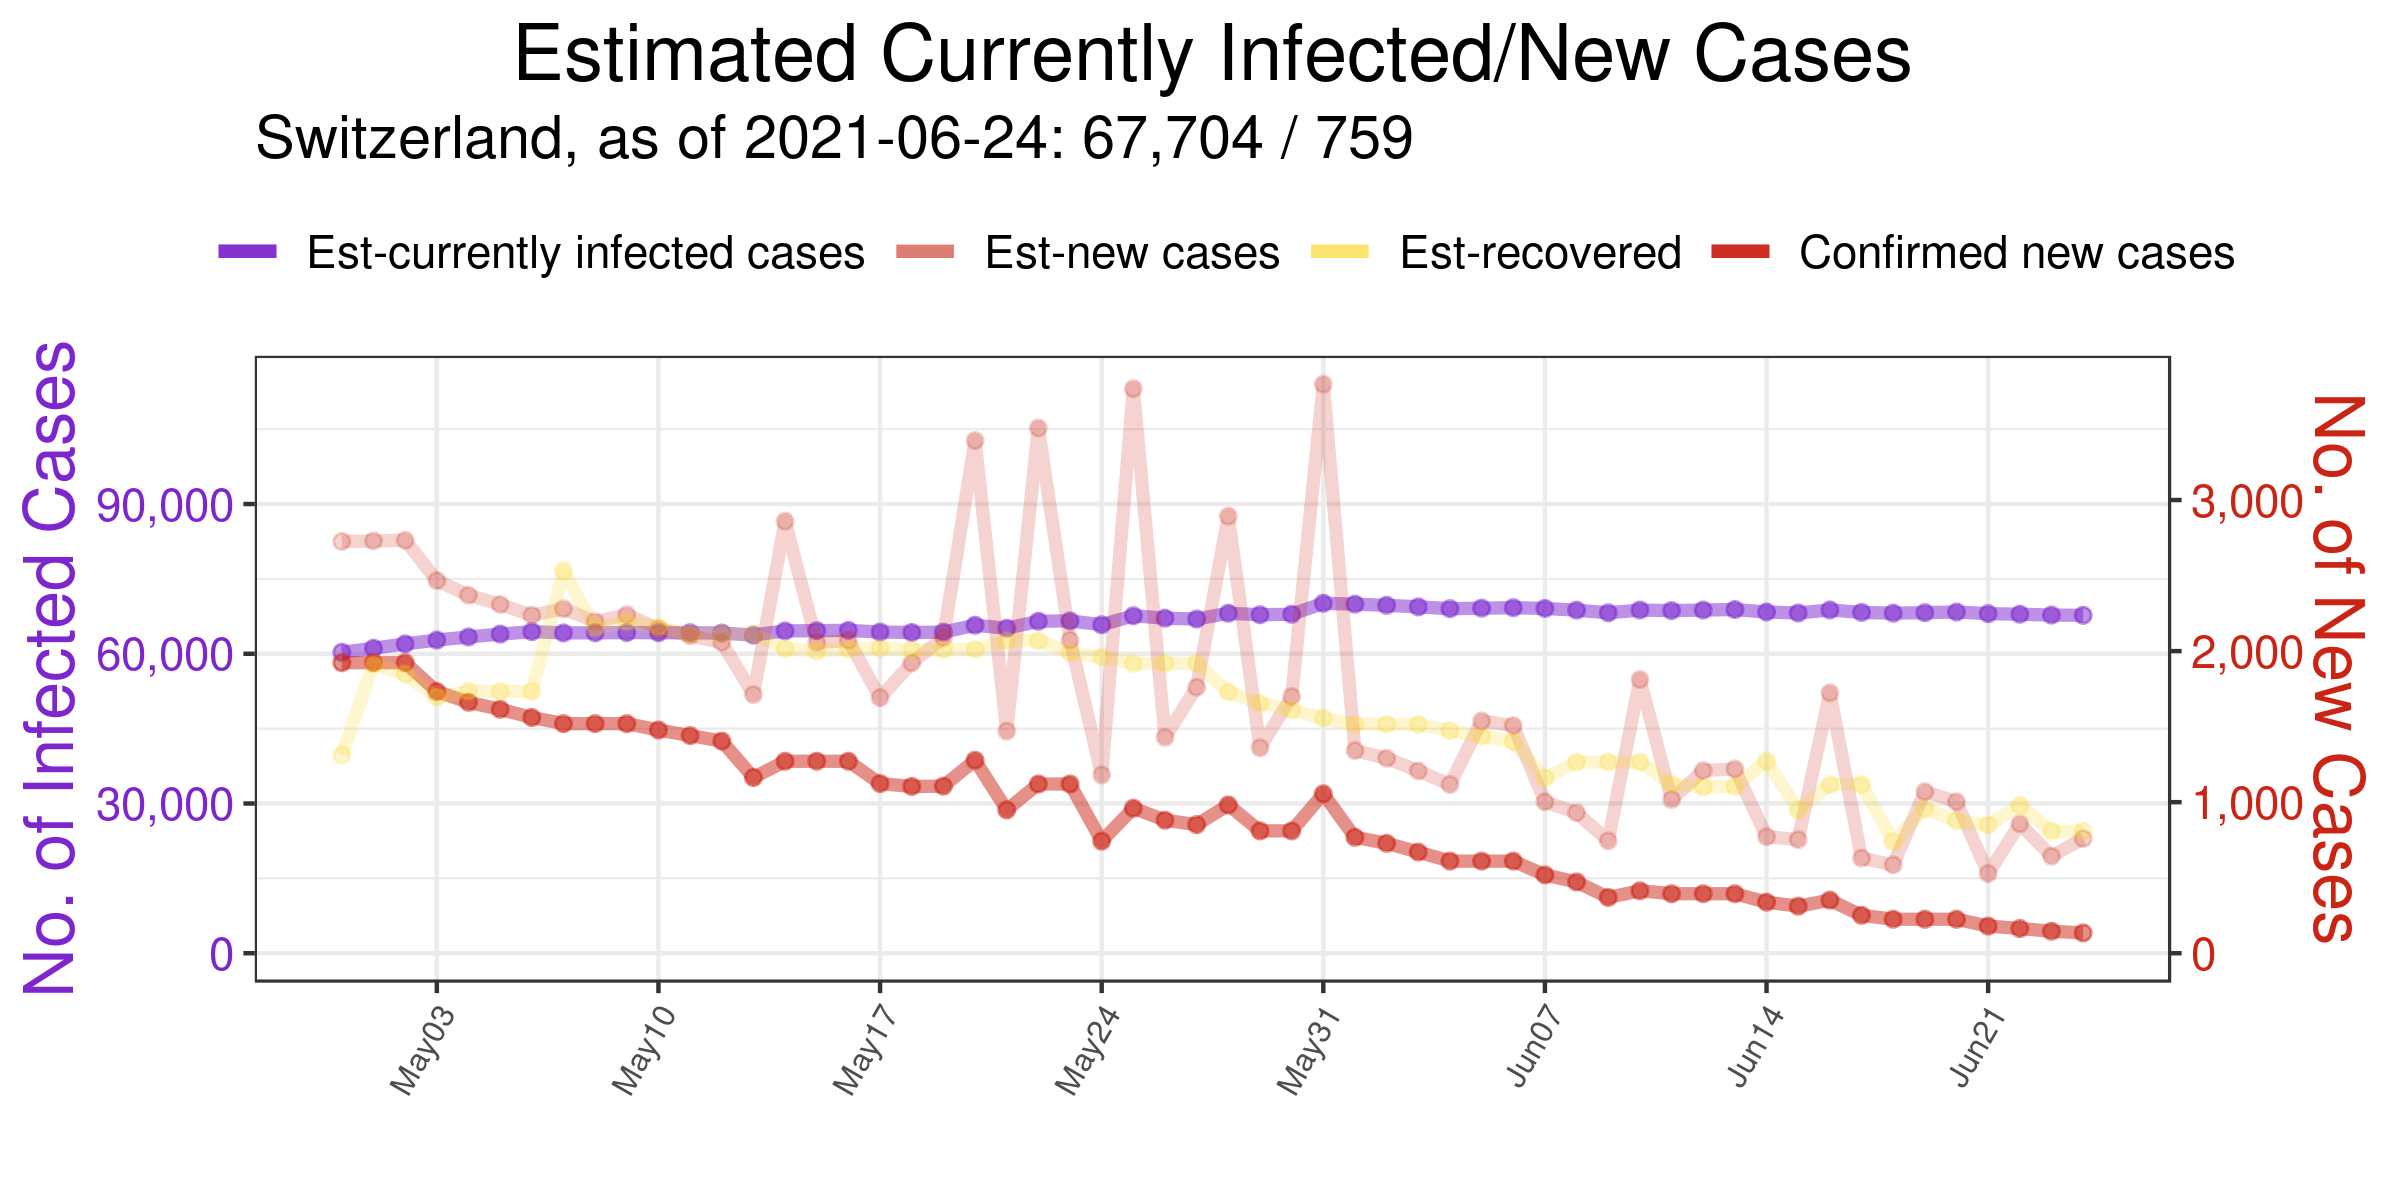 Estimated Currently Infected/New Cases
Switzerland, as of 2021-06-24: 67,704 / 759
Est-currently infected cases
Est-new cases
Est-recovered
Confirmed new cases
No. of Infected Cases
90,000
60,000
30,000
0
No. of New Cases
3,000
2,000
1,000
0
May03
May10
May17
May24
May31
Jun07
Jun14
Jun21